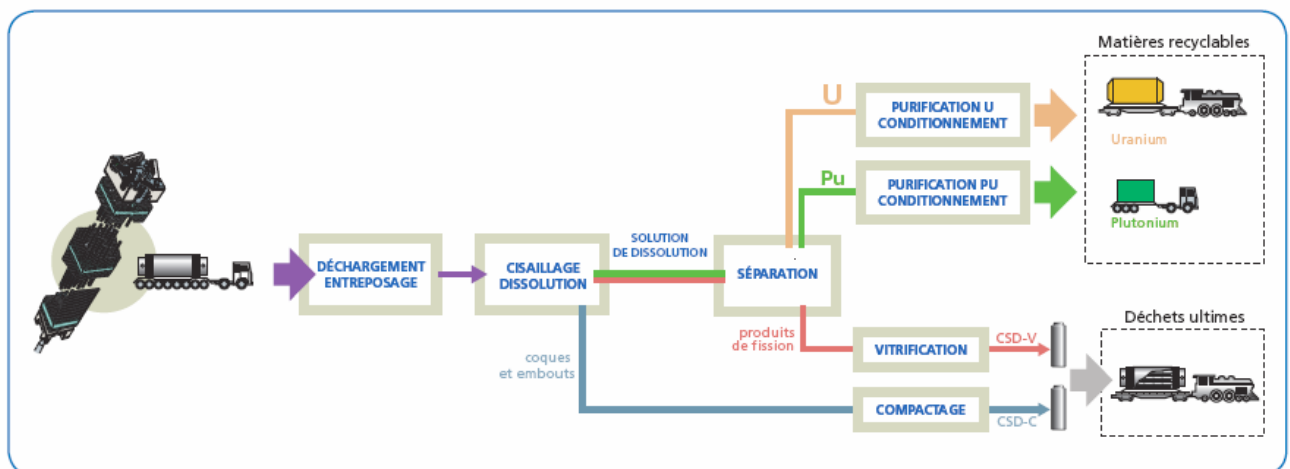 Matières recyclables
U
PURIFICATION U
CONDITIONNEMENT
Uranium
Pu
PURIFICATION PU
CONDITIONNEMENT
Plutonium
DÉCHARGEMENT
ENTREPOSAGE
CISAILLAGE
DISSOLUTION
SOLUTION
DE DISSOLUTION
SÉPARATION
produits
de fission
VITRIFICATION
CSD-V
Déchets ultimes
coques
et embouts
COMPACTAGE
CSD-C